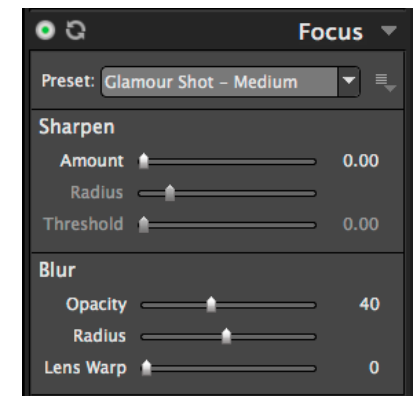 Focus
Preset: Glamour Shot – Medium
Sharpen
Amount 0.00
Radius
Threshold 0.00
Blur
Opacity 40
Radius
Lens Warp 0